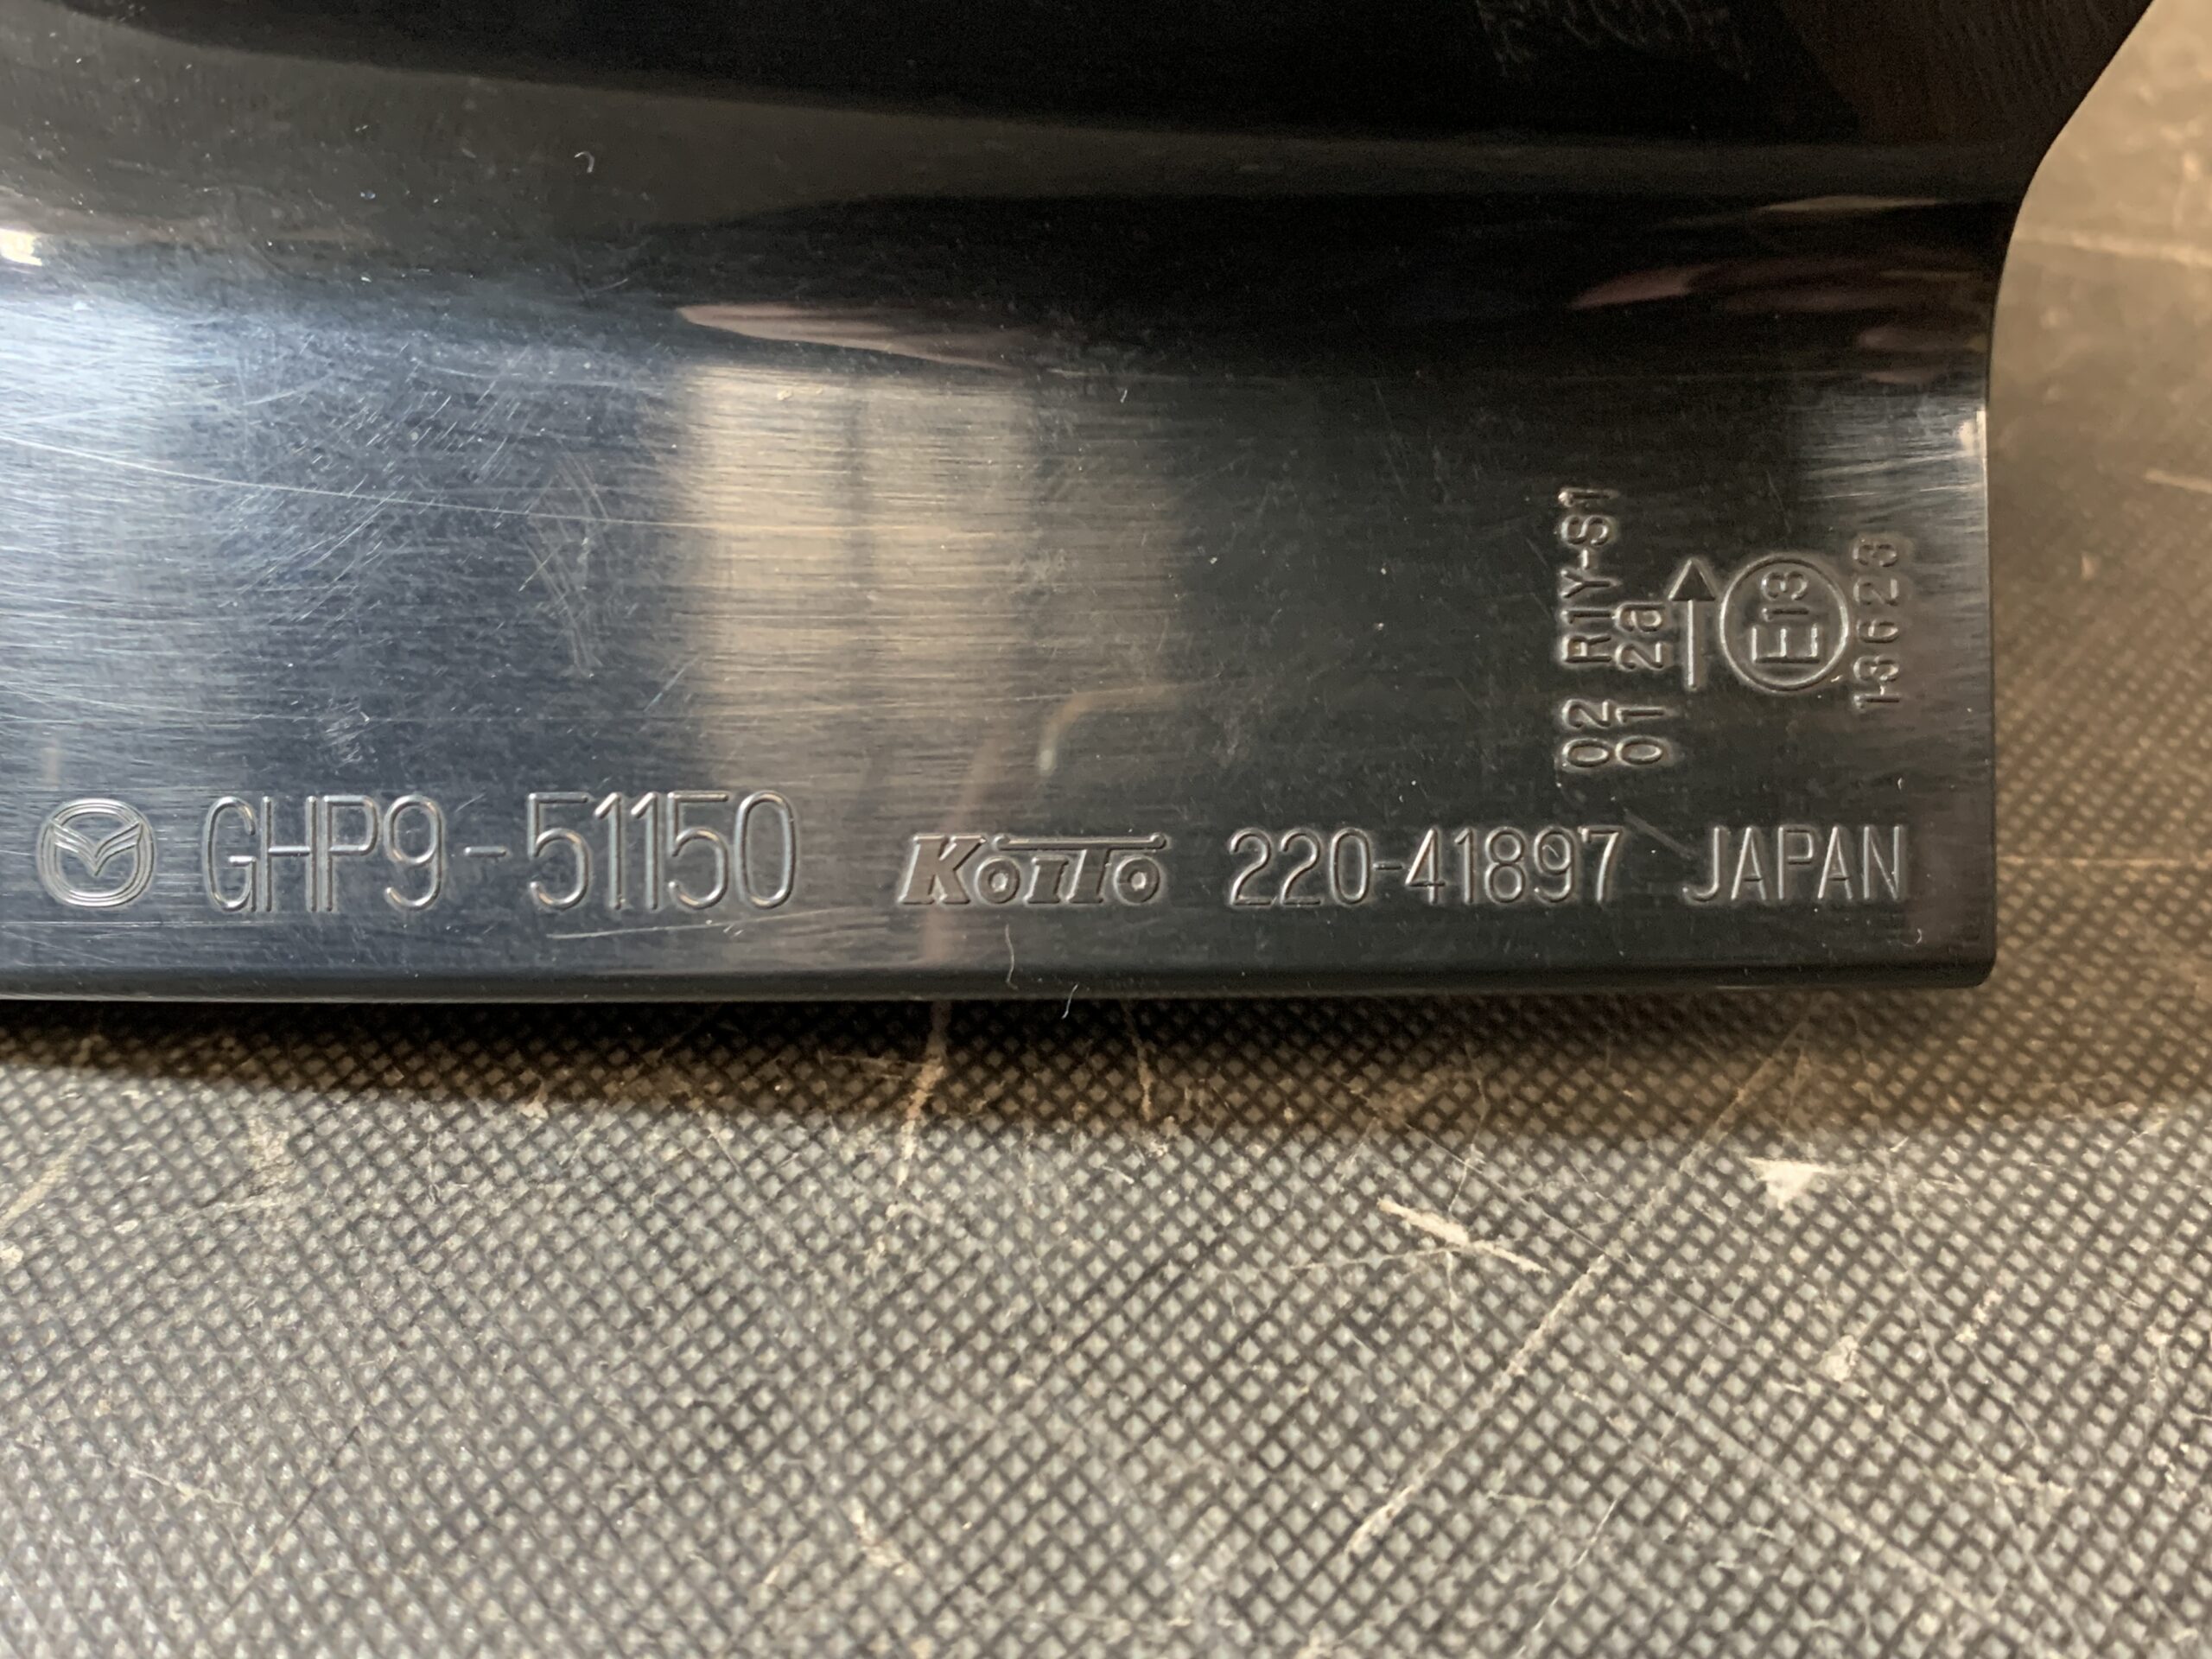 GHP9-51150 KOITO 220-41897 JAPAN
02 R1Y-S1
01 2a
E13
13623